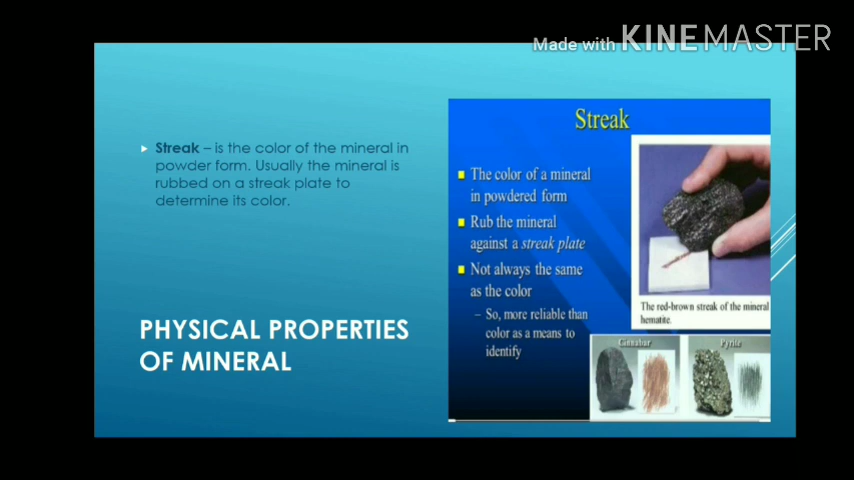 Made with KINEMASTER
Streak – is the color of the mineral in
powder form. Usually the mineral is
rubbed on a streak plate to
determine its color.
PHYSICAL PROPERTIES
OF MINERAL
Streak
The color of a mineral
in powdered form
Rub the mineral
against a streak plate
Not always the same
as the color
– So, more reliable than
color as a means to
identify
The red-brown streak of the mineral
hematite.
Cinnabar
Pyrite